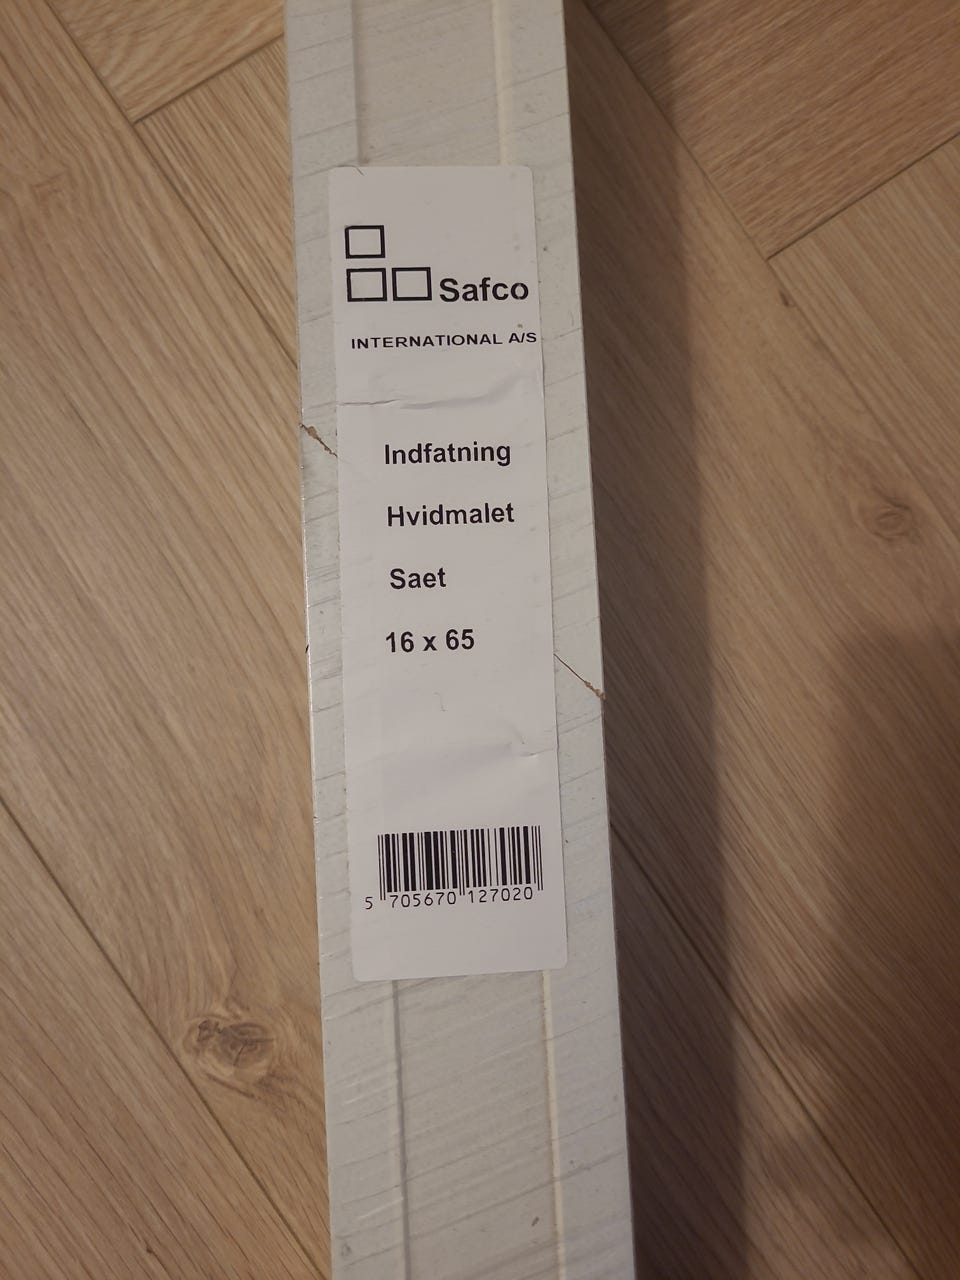 Safco
INTERNATIONAL A/S
Indfatning
Hvidmalet
Saet
16 x 65
5 705670 127020